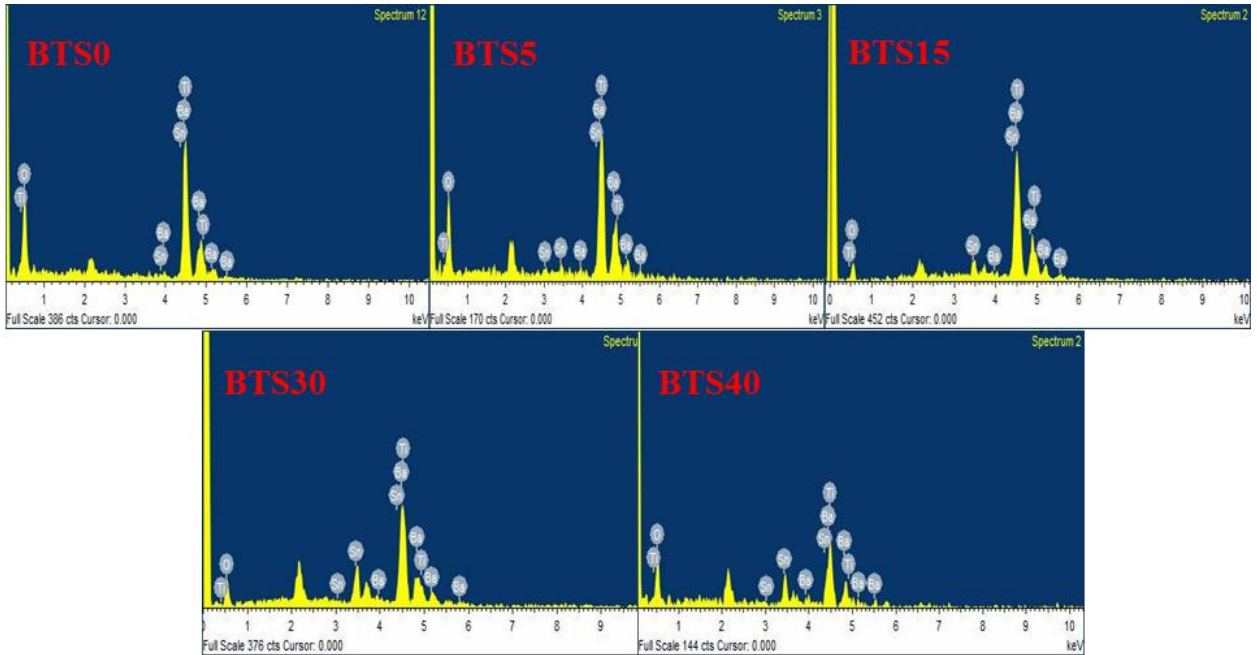 Spectrum 12
BTS0
Ti
Ba
Sn
O
Ti
Ba
Ti
Ba
Sn
Ba
Ba
1 2 3 4 5 6 7 8 9 10
Full Scale 386 cts Cursor: 0.000 keV
Spectrum 3
BTS5
Ti
Ba
Sn
O
Ti
Ba
Ti
Sn
Sn
Ba
Ba
Ba
1 2 3 4 5 6 7 8 9 10
Full Scale 170 cts Cursor: 0.000 keV
Spectrum 2
BTS15
Ti
Ba
Sn
O
Ti
Ti
Ba
Sn
Ba
Ba
Ba
0 1 2 3 4 5 6 7 8 9 10
Full Scale 452 cts Cursor: 0.000 keV
Spectru
BTS30
Ti
Ba
Sn
O
Ti
Sn
Sn
Ba
Ba
Ti
Ba
Ba
0 1 2 3 4 5 6 7 8 9
Full Scale 376 cts Cursor: 0.000
Spectrum 2
BTS40
Ti
Ba
Sn
O
Ti
Sn
Sn
Ba
Ba
Ti
Ba
Ba
1 2 3 4 5 6 7 8 9 10
Full Scale 144 cts Cursor: 0.000 keV